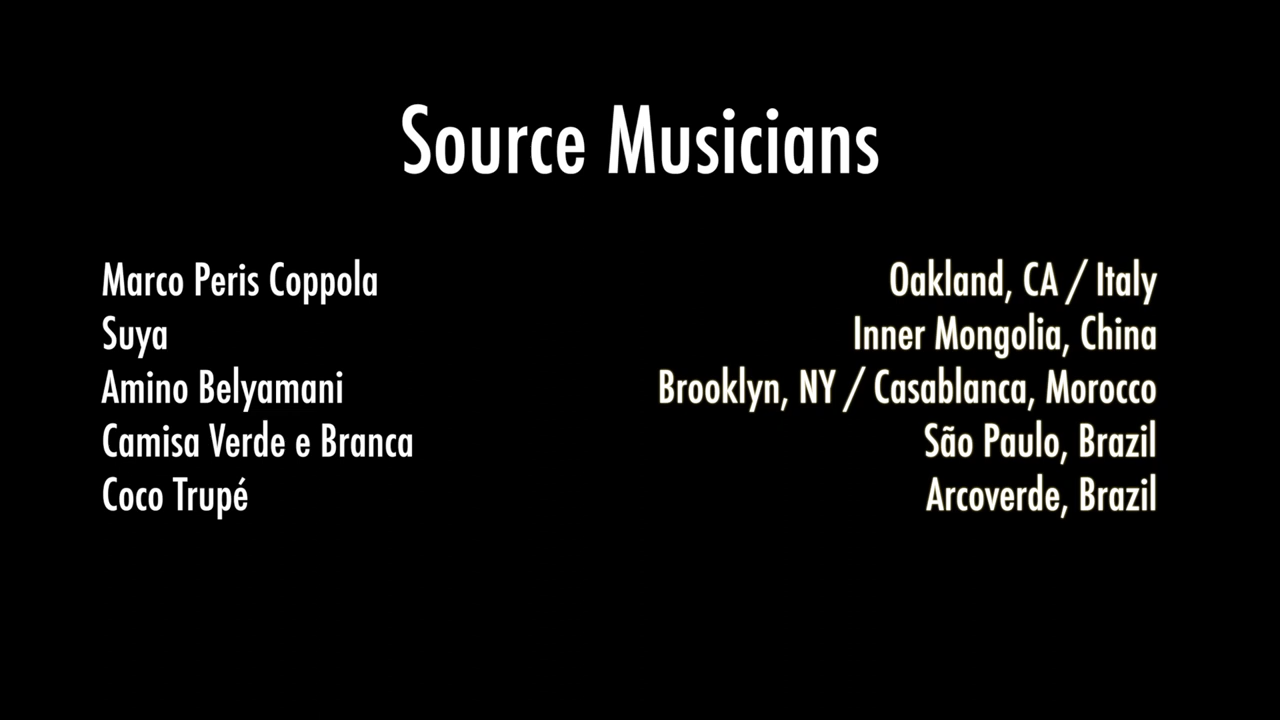 Source Musicians
Marco Peris Coppola Oakland, CA / Italy
Suya Inner Mongolia, China
Amino Belyamani Brooklyn, NY / Casablanca, Morocco
Camisa Verde e Branca São Paulo, Brazil
Coco Trupé Arcoverde, Brazil